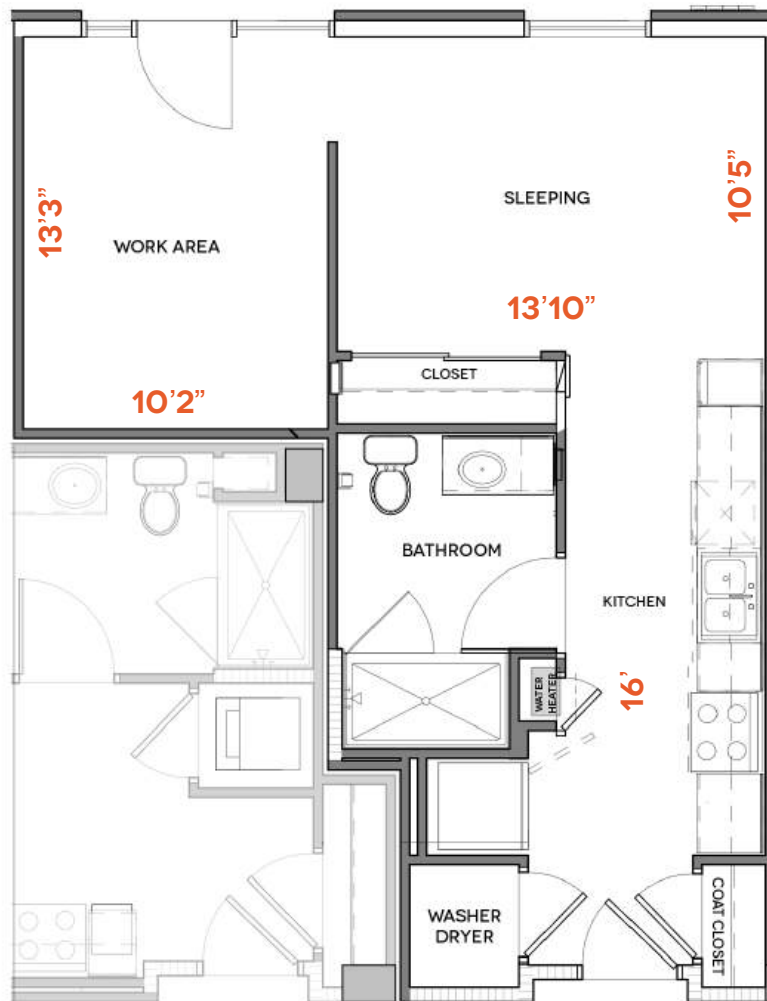 SLEEPING
10’5”
13’3”
WORK AREA
13’10”
CLOSET
10’2”
BATHROOM
KITCHEN
WATER
HEATER
16’
WASHER
DRYER
COAT CLOSET